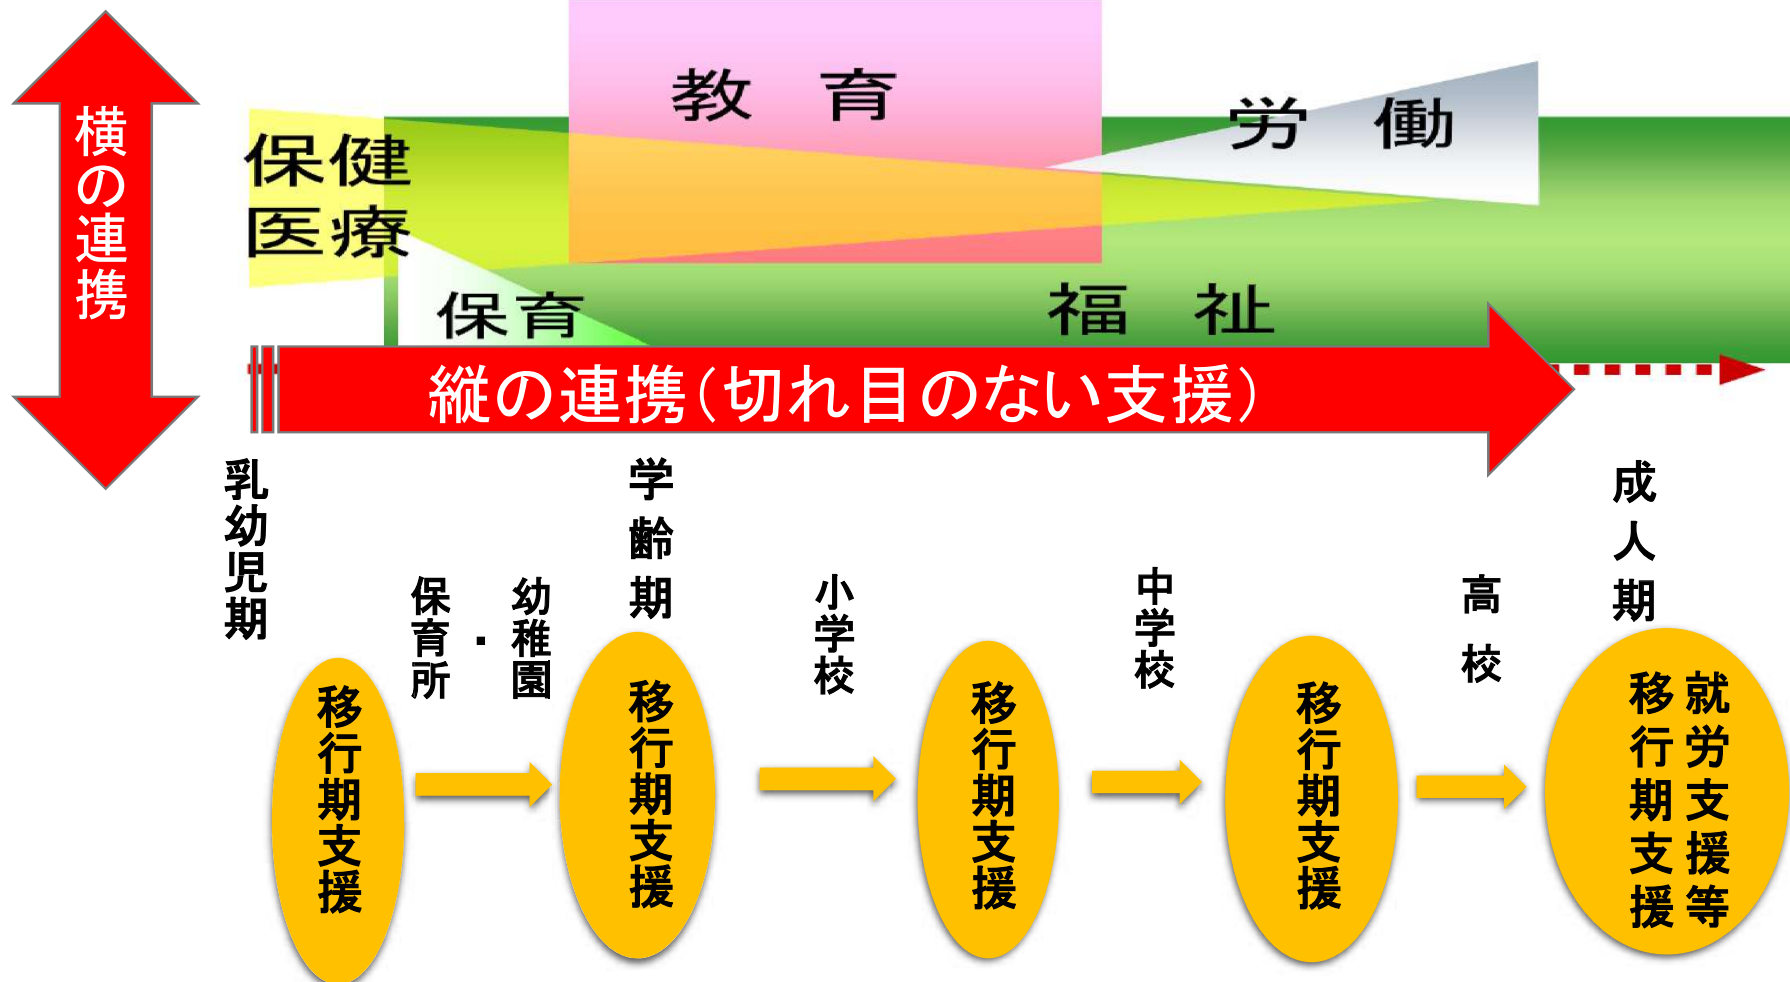 横の連携
保健
医療
保育
教育
労働
福祉
縦の連携(切れ目のない支援)
乳幼児期
学齢期
成人期
保育所
・
幼稚園
小学校
中学校
高校
移行期支援
移行期支援
移行期支援
移行期支援
就労支援等
移行期支援